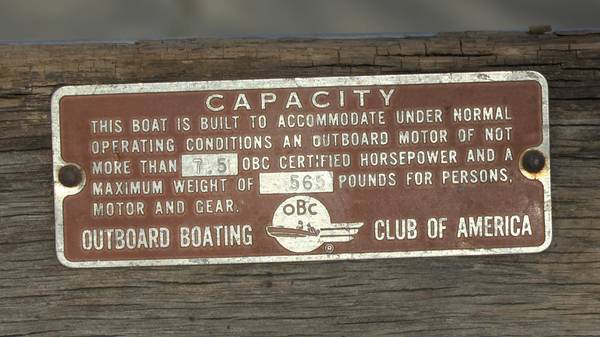 CAPACITY
THIS BOAT IS BUILT TO ACCOMMODATE UNDER NORMAL
OPERATING CONDITIONS AN OUTBOARD MOTOR OF NOT
MORE THAN 7.5 OBC CERTIFIED HORSEPOWER AND A
MAXIMUM WEIGHT OF 565 POUNDS FOR PERSONS,
MOTOR AND GEAR.
OBC
OUTBOARD BOATING CLUB OF AMERICA
®